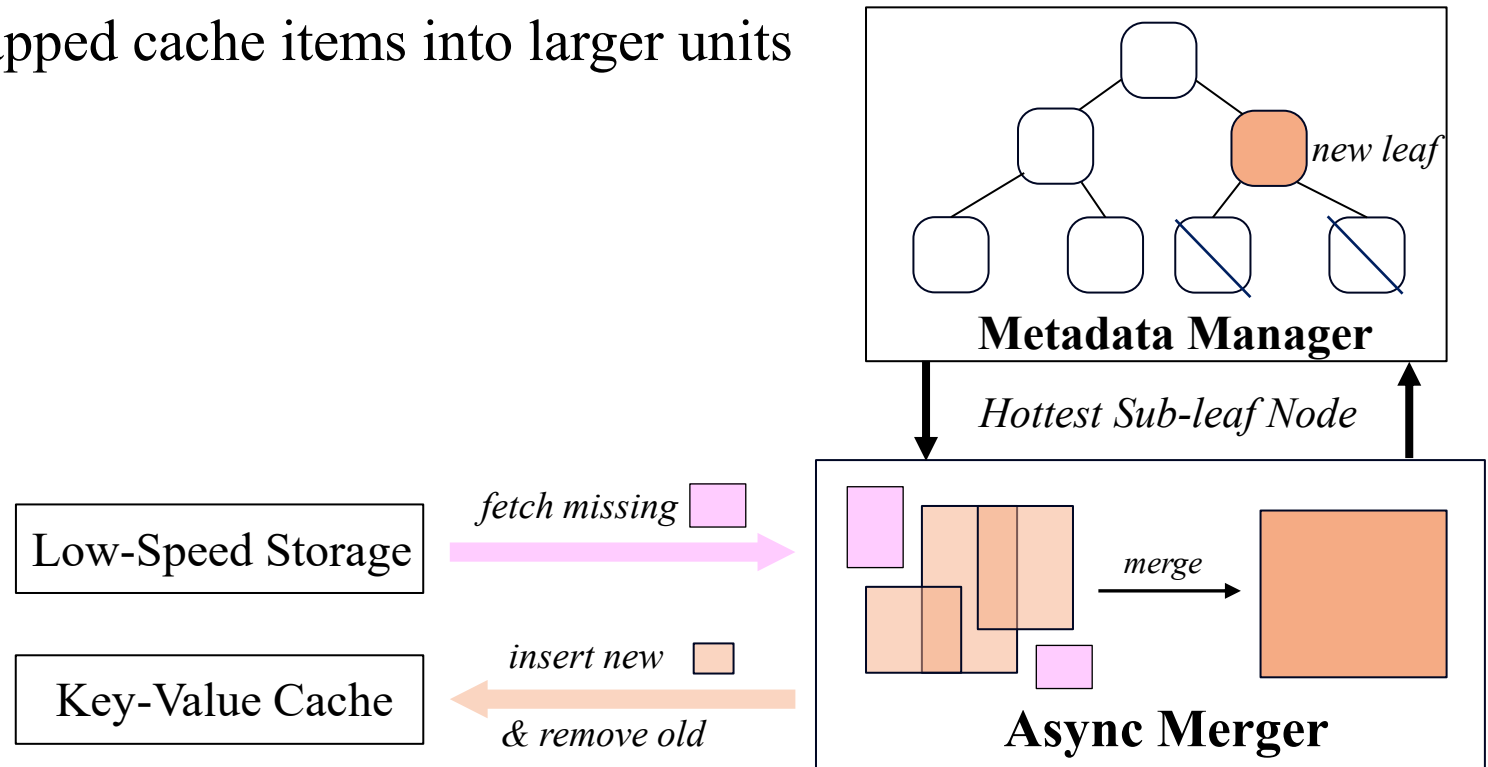 cache items into larger units
new leaf
Metadata Manager
Hottest Sub-leaf Node
fetch missing
Low-Speed Storage
merge
insert new
Key-Value Cache
& remove old
Async Merger